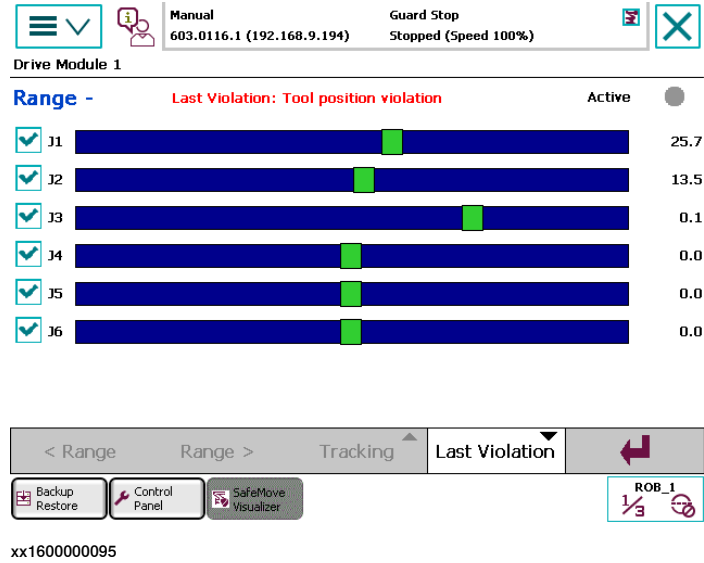 Manual
Guard Stop
603.0116.1 (192.168.9.194)
Stopped (Speed 100%)
Drive Module 1
Range -
Last Violation: Tool position violation
Active
J1
25.7
J2
13.5
J3
0.1
J4
0.0
J5
0.0
J6
0.0
< Range
Range >
Tracking
Last Violation
Backup
Restore
Control
Panel
SafeMove
Visualizer
ROB_1
1/3
xx1600000095